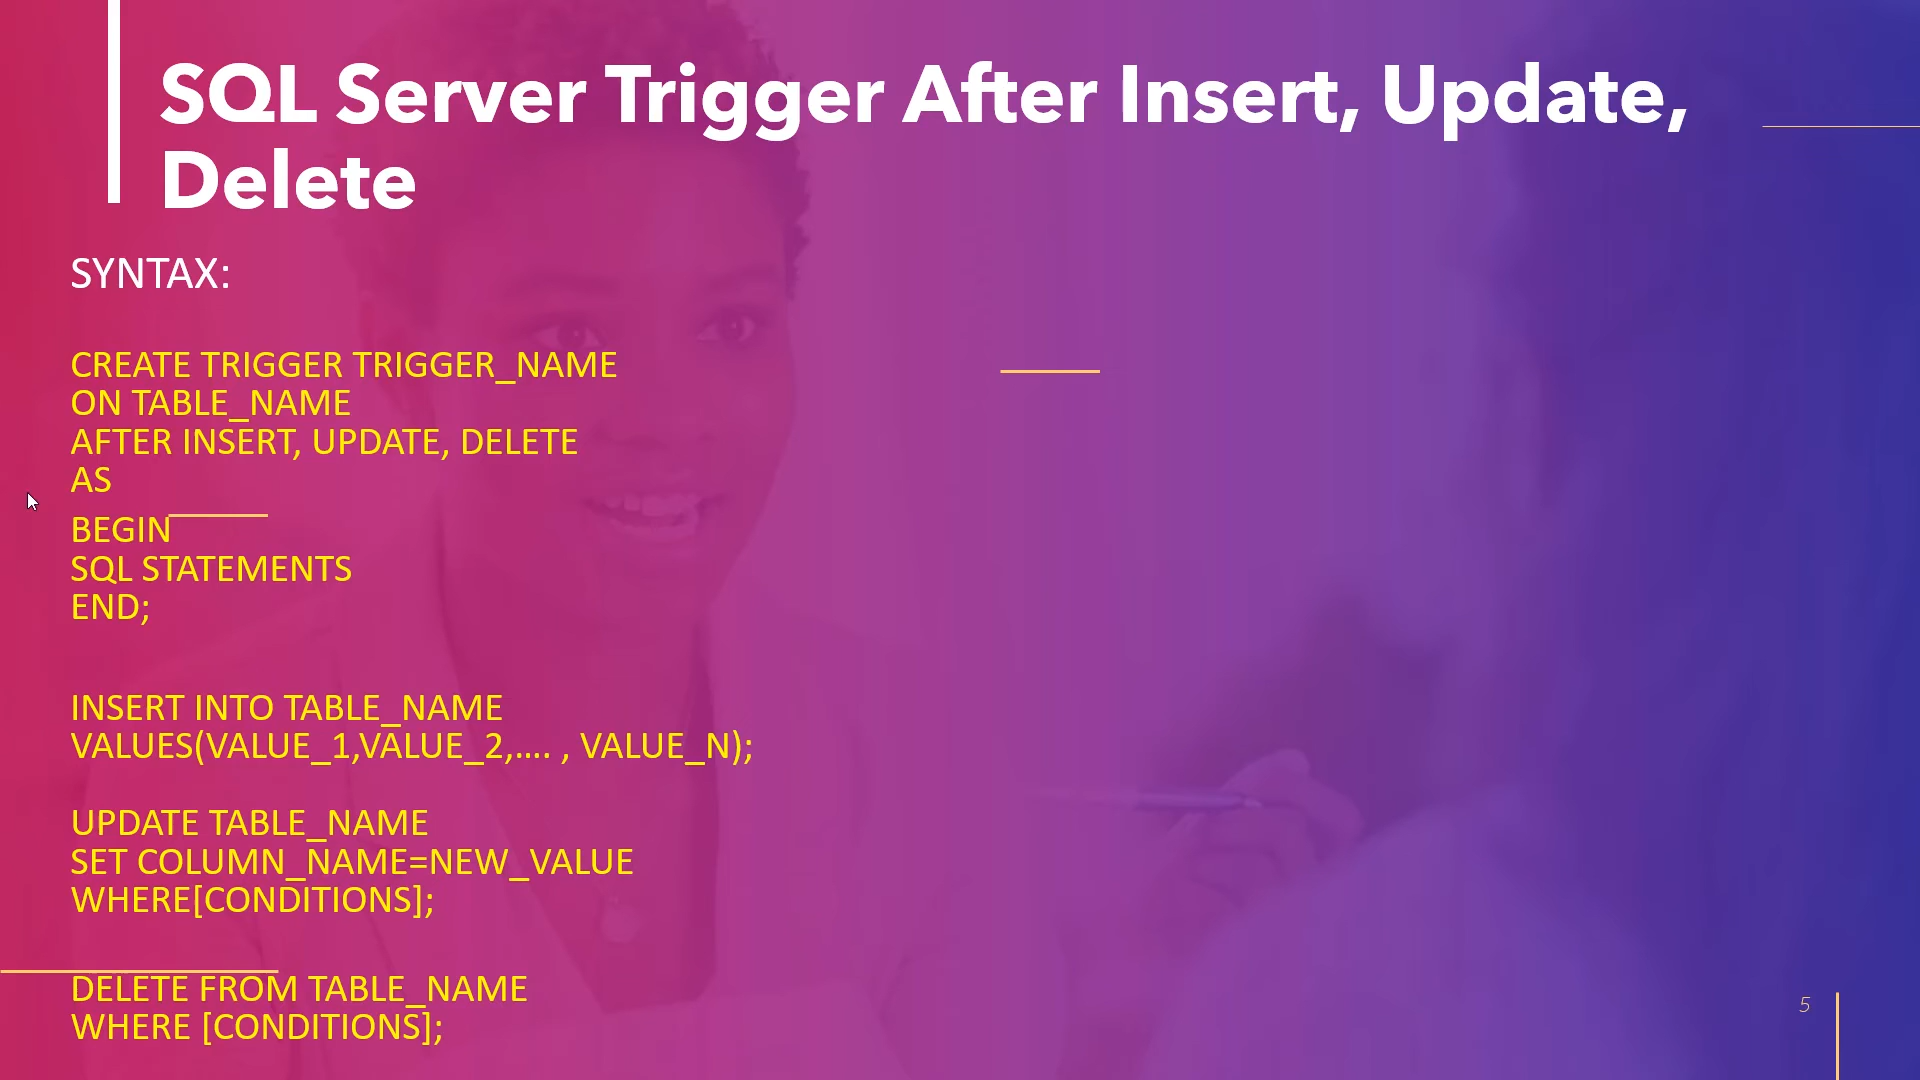 SQL Server Trigger After Insert, Update,
Delete
SYNTAX:
CREATE TRIGGER TRIGGER_NAME
ON TABLE_NAME
AFTER INSERT, UPDATE, DELETE
AS
BEGIN
SQL STATEMENTS
END;
INSERT INTO TABLE_NAME
VALUES(VALUE_1,VALUE_2,.... , VALUE_N);
UPDATE TABLE_NAME
SET COLUMN_NAME=NEW_VALUE
WHERE[CONDITIONS];
DELETE FROM TABLE_NAME
WHERE [CONDITIONS];
5